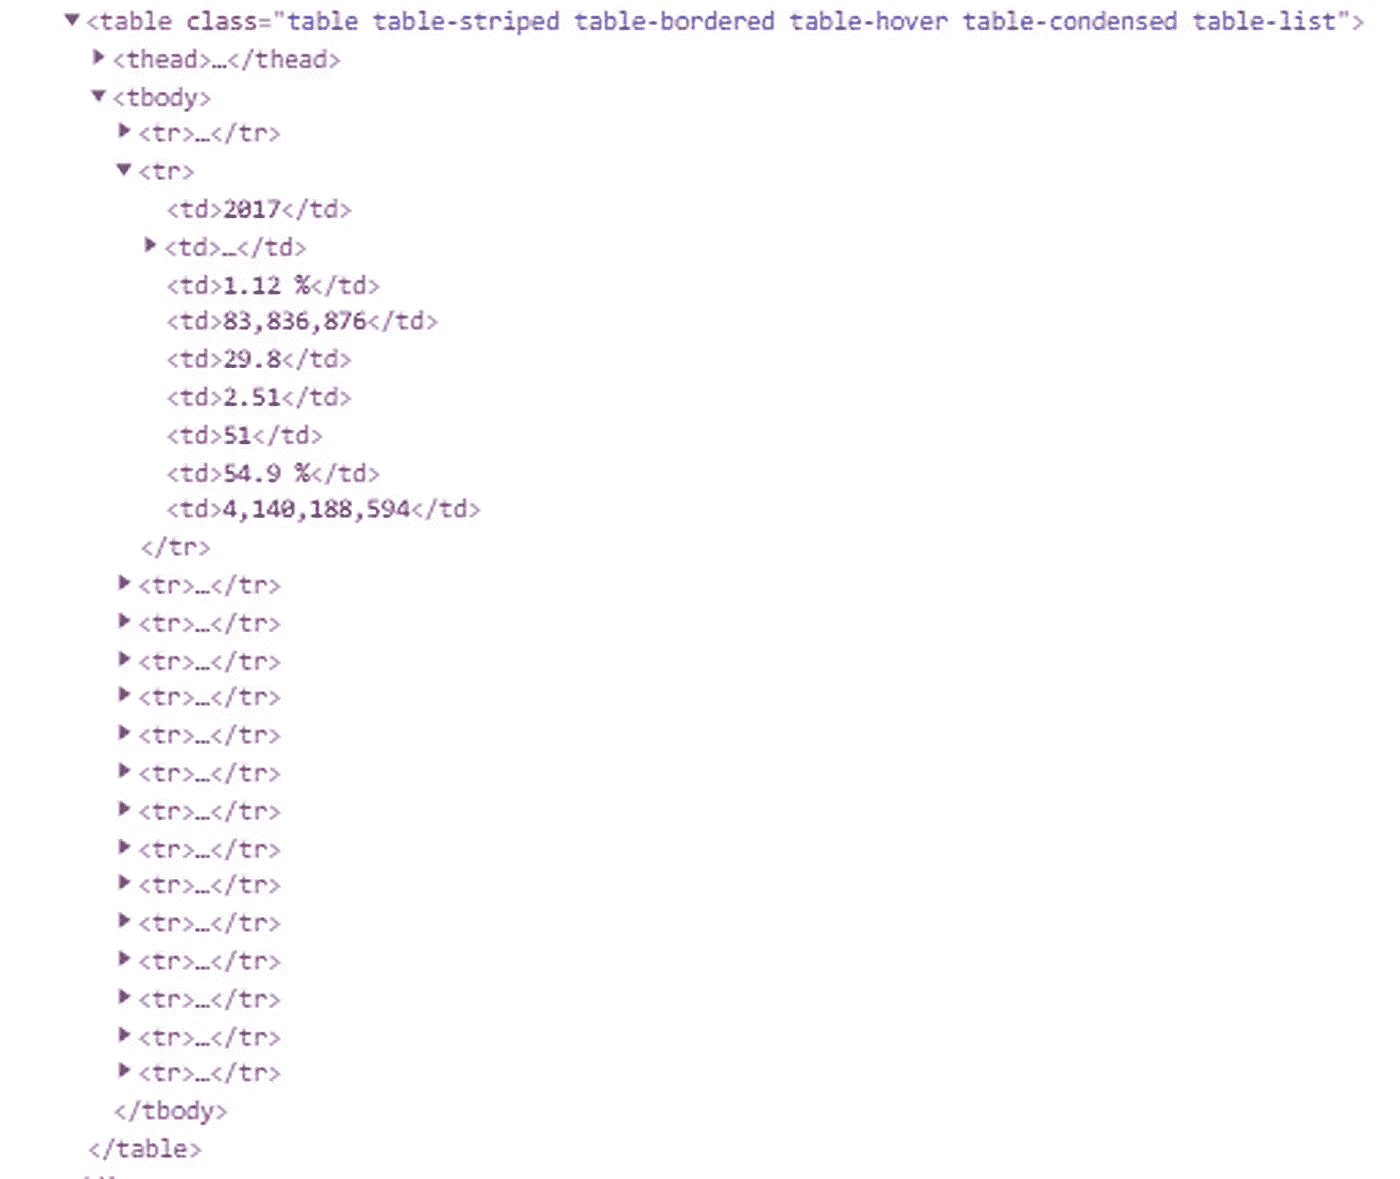 ▼<table class="table table-striped table-bordered table-hover table-condensed table-list">
▶<thead>…</thead>
▼<tbody>
▶<tr>…</tr>
▼<tr>
<td>2017</td>
▶<td>…</td>
<td>1.12 %</td>
<td>83,836,876</td>
<td>29.8</td>
<td>2.51</td>
<td>51</td>
<td>54.9 %</td>
<td>4,140,188,594</td>
</tr>
▶<tr>…</tr>
▶<tr>…</tr>
▶<tr>…</tr>
▶<tr>…</tr>
▶<tr>…</tr>
▶<tr>…</tr>
▶<tr>…</tr>
▶<tr>…</tr>
▶<tr>…</tr>
▶<tr>…</tr>
▶<tr>…</tr>
▶<tr>…</tr>
▶<tr>…</tr>
▶<tr>…</tr>
</tbody>
</table>